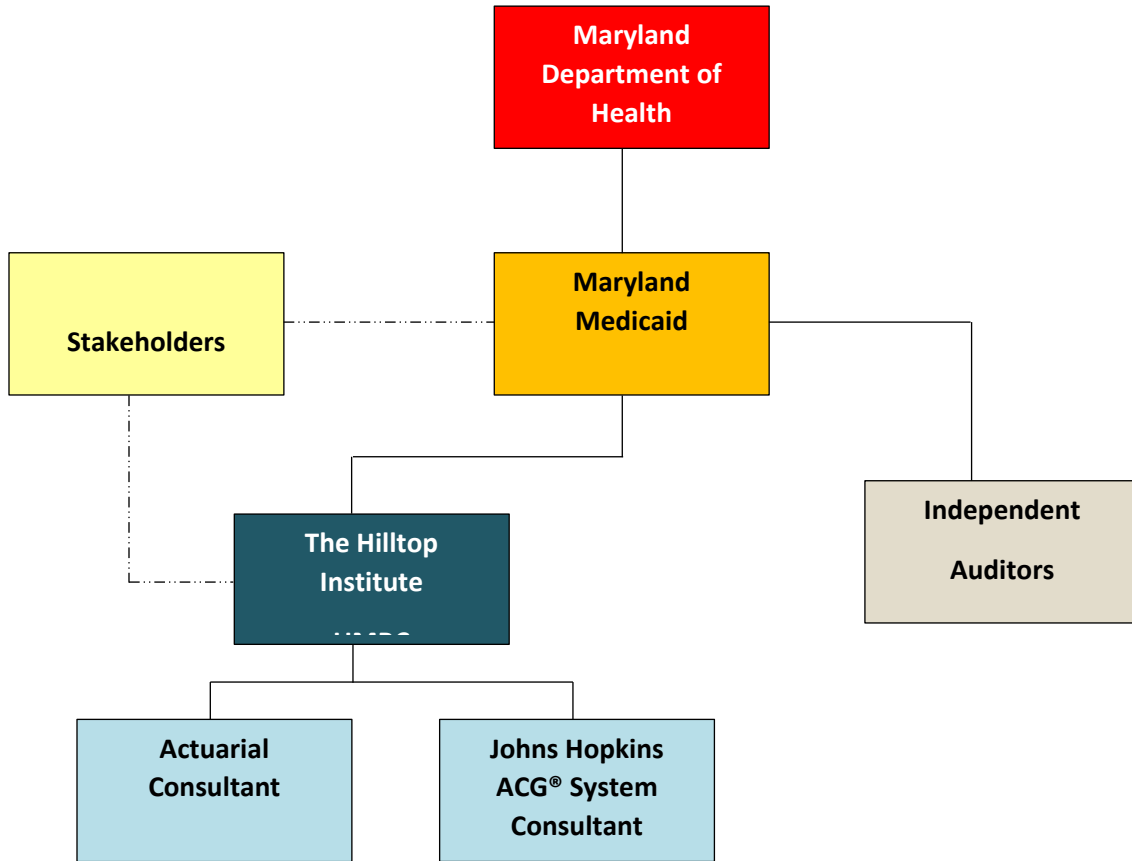 Maryland
Department of
Health
Stakeholders
Maryland
Medicaid
The Hilltop
Institute
Independent
Auditors
Actuarial
Consultant
Johns Hopkins
ACG® System
Consultant